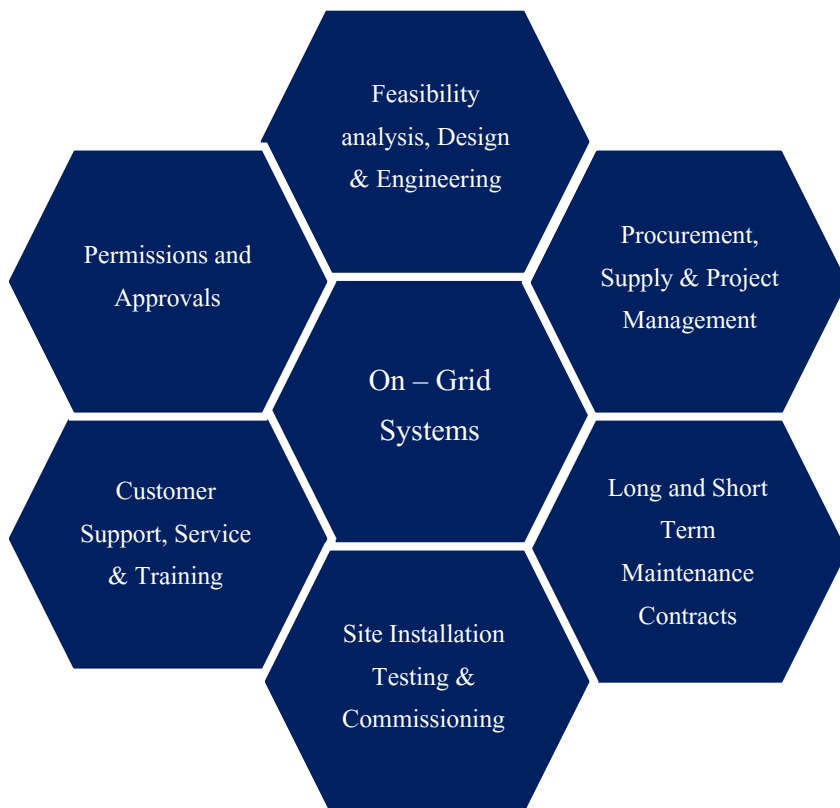 Feasibility
analysis, Design
& Engineering
Permissions and
Approvals
Procurement,
Supply & Project
Management
On – Grid
Systems
Customer
Support, Service
& Training
Long and Short
Term
Maintenance
Contracts
Site Installation
Testing &
Commissioning